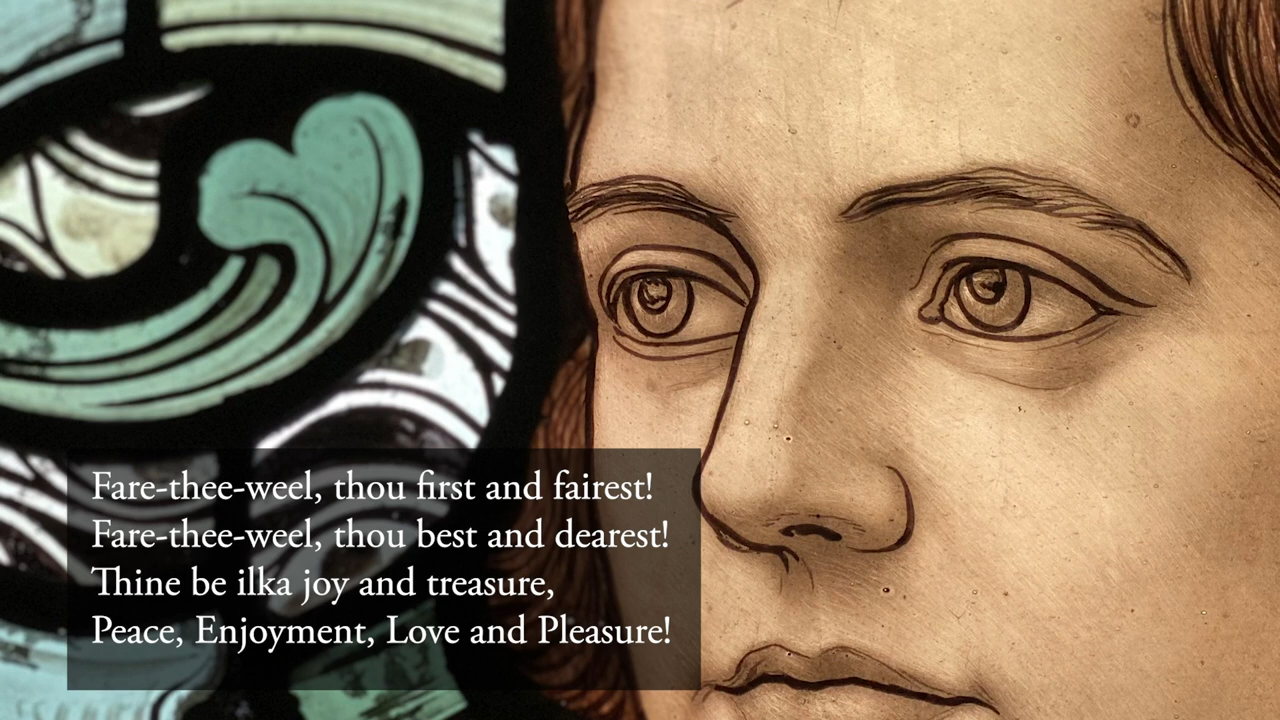 Fare-thee-weel, thou first and fairest!
Fare-thee-weel, thou best and dearest!
Thine be ilka joy and treasure,
Peace, Enjoyment, Love and Pleasure!